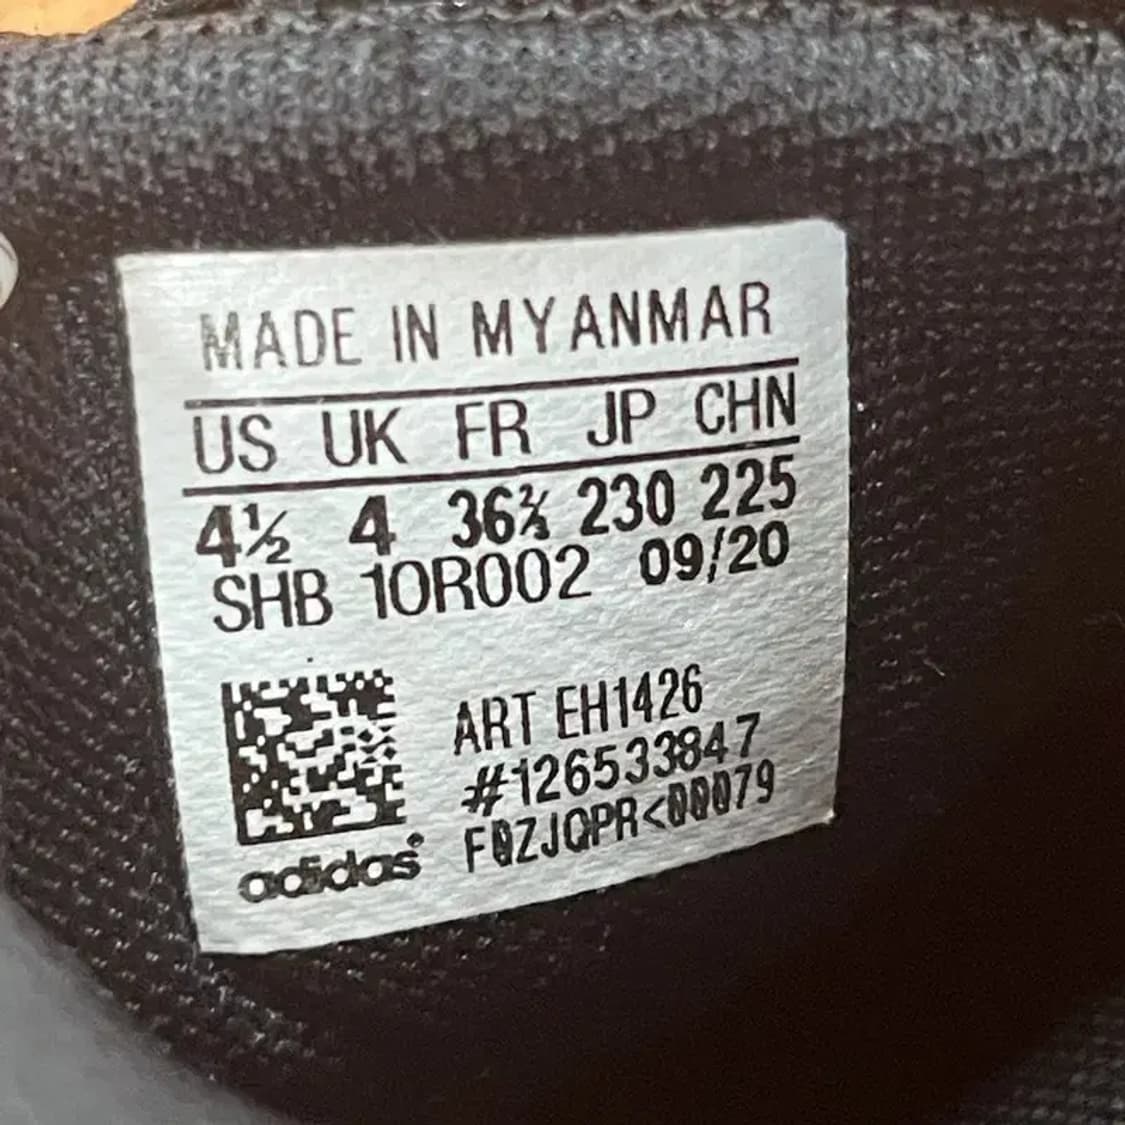 MADE IN MYANMAR
US UK FR JP CHN
4½ 4 36⅔ 230 225
SHB 10R002 09/20
ART EH1426
#126533847
F0ZJQPR<00079
adidas